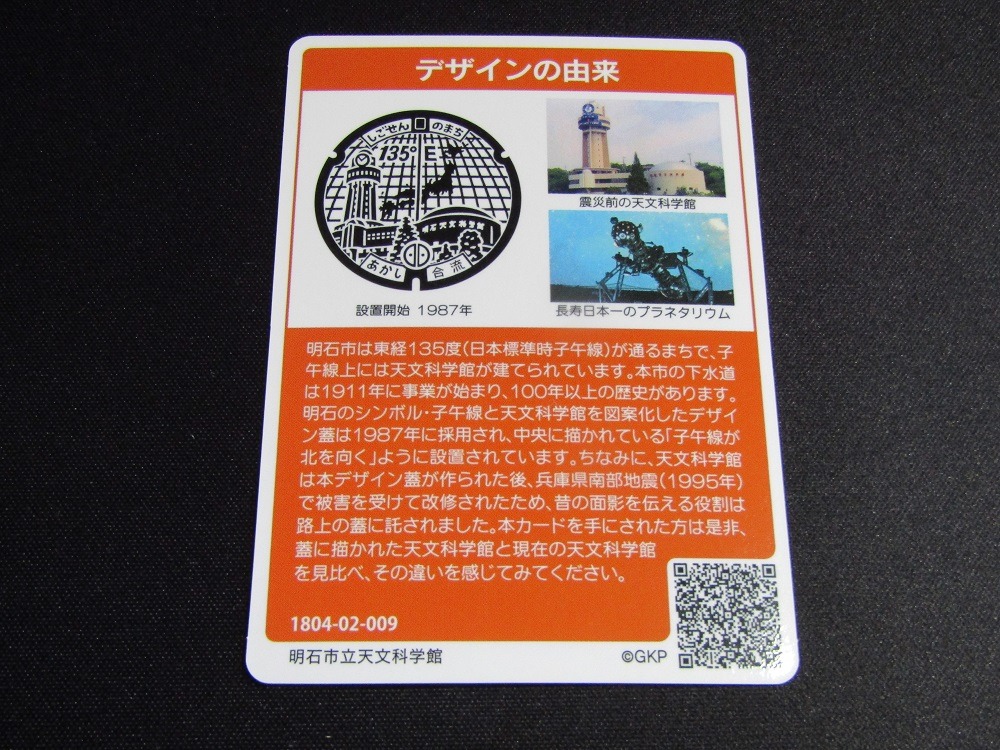 デザインの由来
しごせん のまち
135° E
明石天文科学館
あかし 合流
設置開始 1987年
震災前の天文科学館
長寿日本一のプラネタリウム
明石市は東経135度(日本標準時子午線)が通るまちで、子
午線上には天文科学館が建てられています。本市の下水道
は1911年に事業が始まり、100年以上の歴史があります。
明石のシンボル・子午線と天文科学館を図案化したデザイ
ン蓋は1987年に採用され、中央に描かれている「子午線が
北を向く」ように設置されています。ちなみに、天文科学館
は本デザイン蓋が作られた後、兵庫県南部地震(1995年)
で被害を受けて改修されたため、昔の面影を伝える役割は
路上の蓋に託されました。本カードを手にされた方は是非、
蓋に描かれた天文科学館と現在の天文科学館
を見比べ、その違いを感じてみてください。
1804-02-009
明石市立天文科学館
©GKP